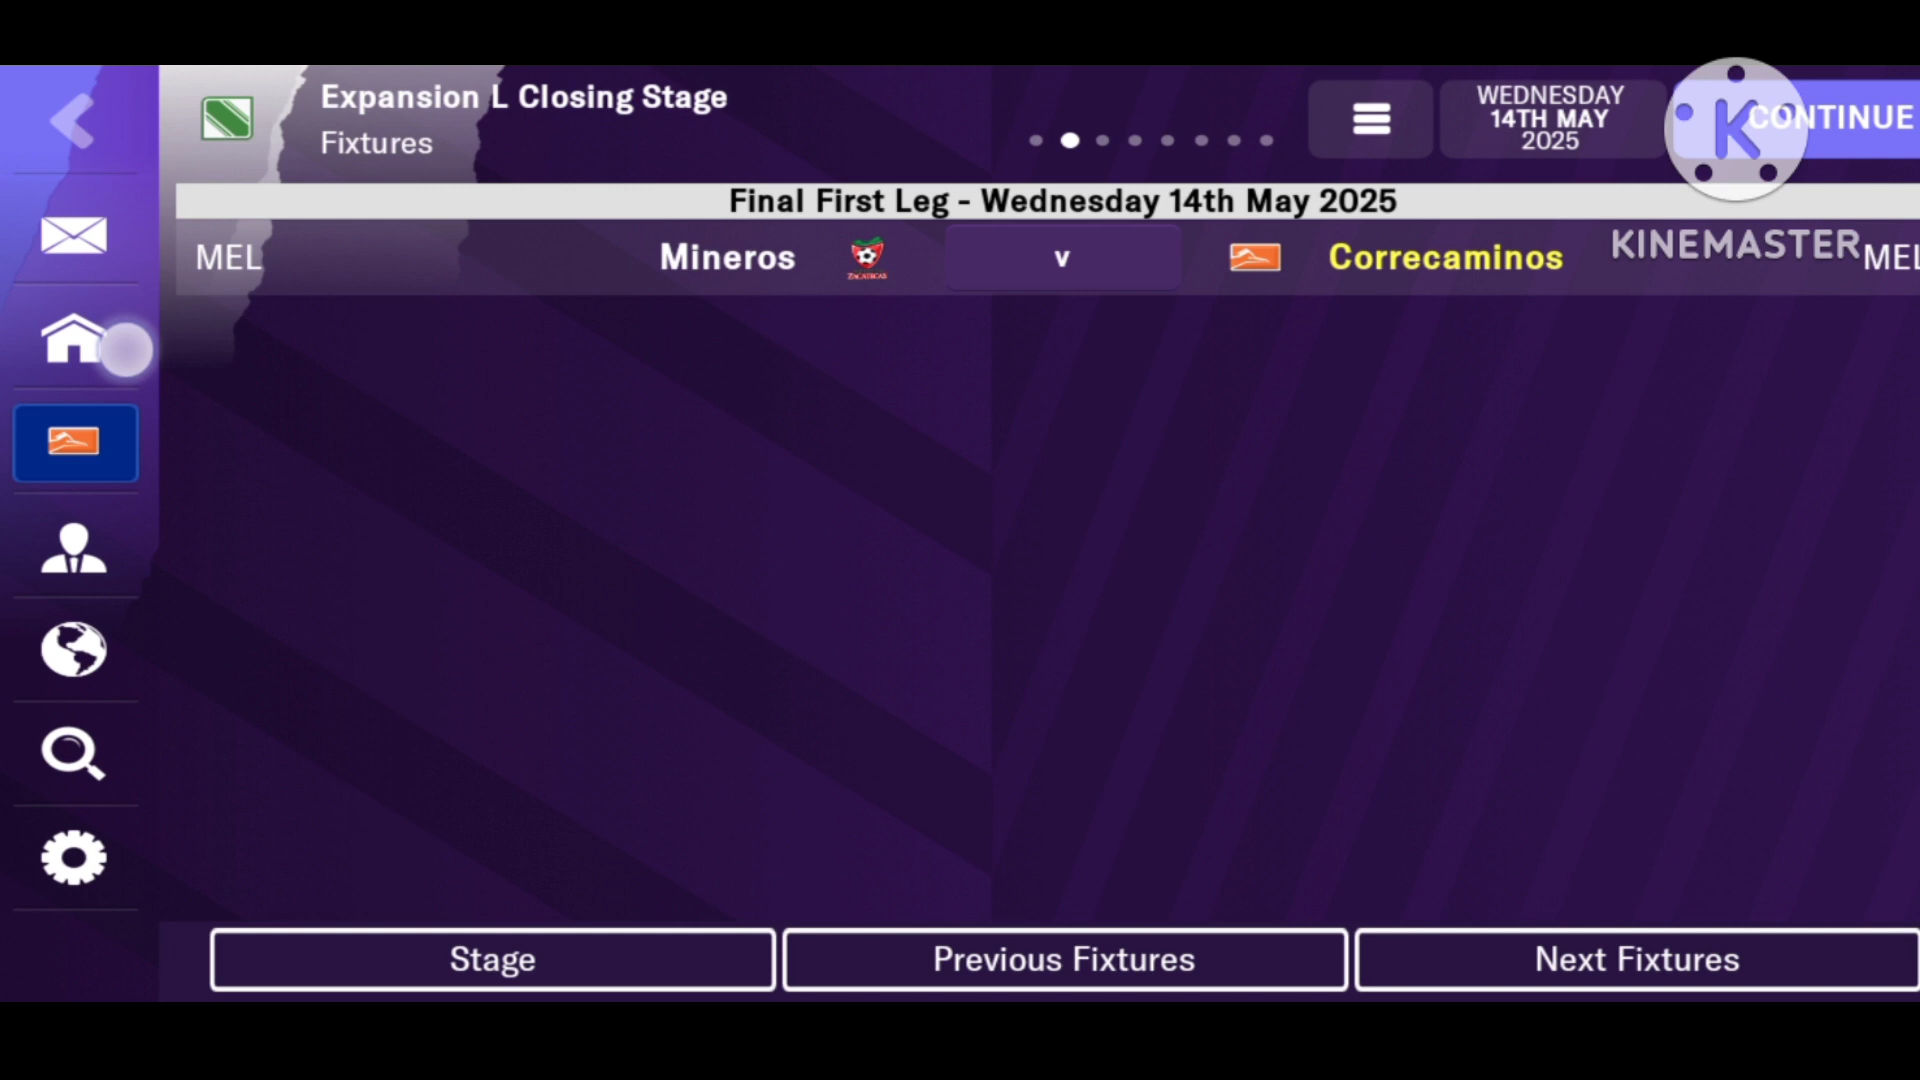 Expansion L Closing Stage
Fixtures
WEDNESDAY
14TH MAY
2025
K
CONTINUE
Final First Leg - Wednesday 14th May 2025
MEL Mineros ZACATECAS v Correcaminos MEL
KINEMASTER
Stage Previous Fixtures Next Fixtures